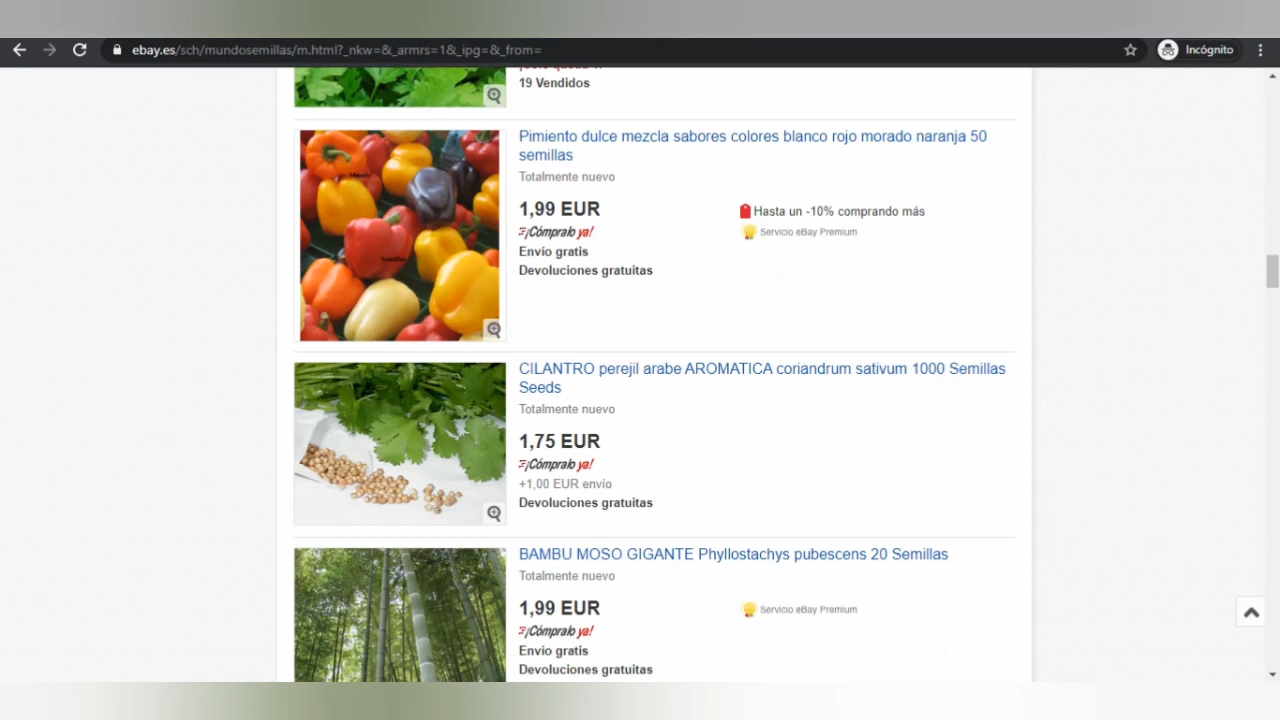 ebay.es/sch/mundosemillas/m.html?_nkw=&_armrs=1&_ipg=&_from=
Incógnito
19 Vendidos
Pimiento dulce mezcla sabores colores blanco rojo morado naranja 50
semillas
Totalmente nuevo
1,99 EUR
Hasta un -10% comprando más
¡Cómpralo ya!
Servicio eBay Premium
Envío gratis
Devoluciones gratuitas
CILANTRO perejil arabe AROMATICA coriandrum sativum 1000 Semillas
Seeds
Totalmente nuevo
1,75 EUR
¡Cómpralo ya!
+1,00 EUR envío
Devoluciones gratuitas
BAMBU MOSO GIGANTE Phyllostachys pubescens 20 Semillas
Totalmente nuevo
1,99 EUR
Servicio eBay Premium
¡Cómpralo ya!
Envío gratis
Devoluciones gratuitas